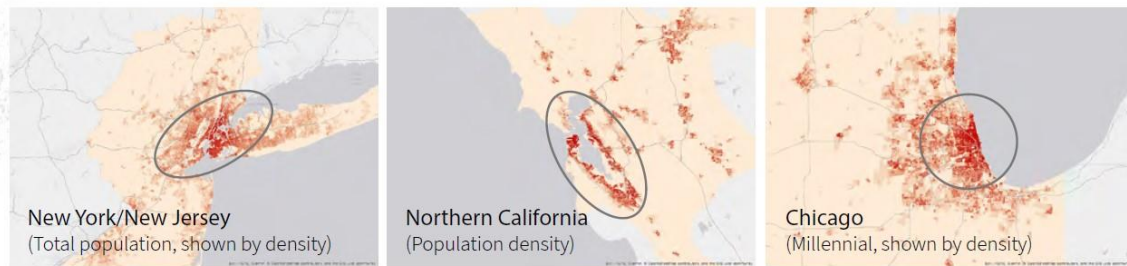 New York/New Jersey
(Total population, shown by density)
Northern California
(Population density)
Chicago
(Millennial, shown by density)